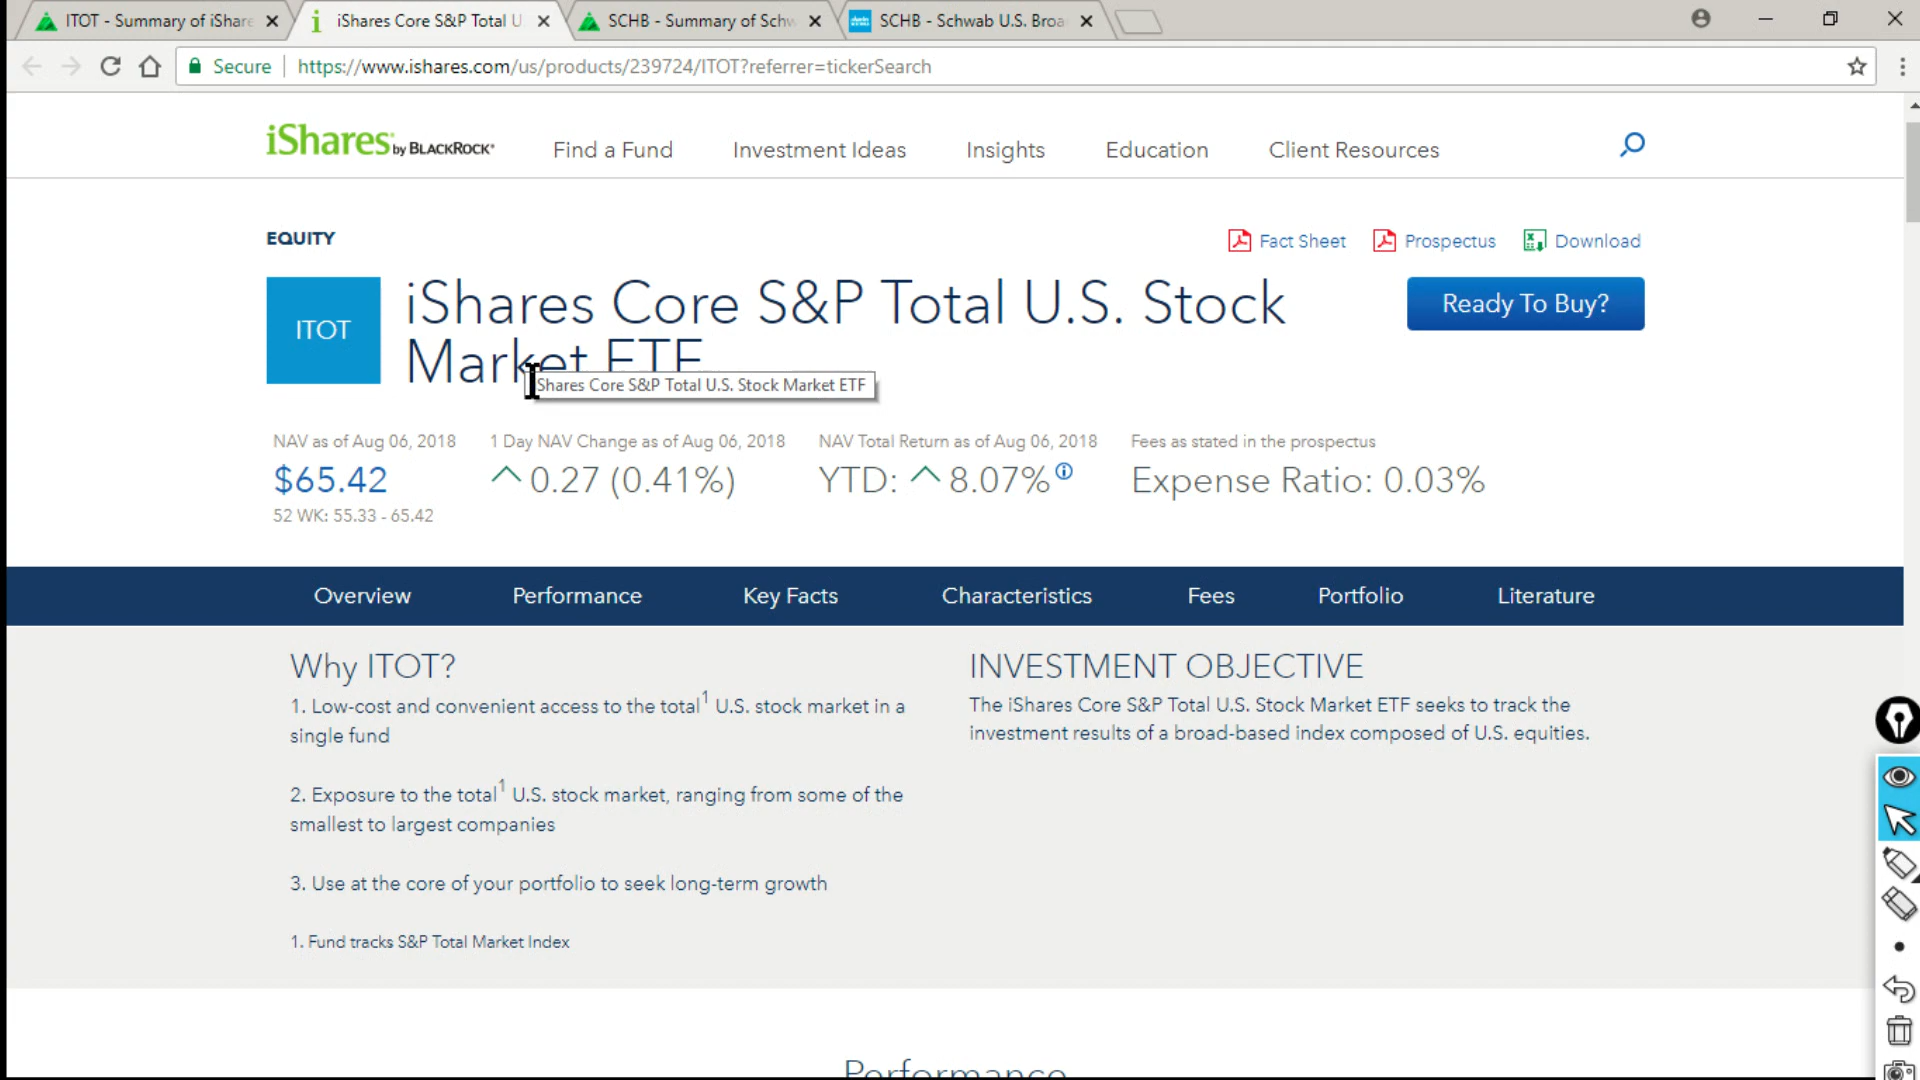 ITOT - Summary of iShare
iShares Core S&P Total U
SCHB - Summary of Schw
SCHB - Schwab U.S. Broa
Secure
https://www.ishares.com/us/products/239724/ITOT?referrer=tickerSearch
iShares by BLACKROCK®
Find a Fund
Investment Ideas
Insights
Education
Client Resources
EQUITY
Fact Sheet
Prospectus
Download
ITOT
iShares Core S&P Total U.S. Stock
Market ETF
Ready To Buy?
Shares Core S&P Total U.S. Stock Market ETF
NAV as of Aug 06, 2018
$65.42
52 WK: 55.33 - 65.42
1 Day NAV Change as of Aug 06, 2018
0.27 (0.41%)
NAV Total Return as of Aug 06, 2018
YTD: 8.07%
Fees as stated in the prospectus
Expense Ratio: 0.03%
Overview
Performance
Key Facts
Characteristics
Fees
Portfolio
Literature
Why ITOT?
1. Low-cost and convenient access to the total1 U.S. stock market in a
single fund
2. Exposure to the total1 U.S. stock market, ranging from some of the
smallest to largest companies
3. Use at the core of your portfolio to seek long-term growth
1. Fund tracks S&P Total Market Index
INVESTMENT OBJECTIVE
The iShares Core S&P Total U.S. Stock Market ETF seeks to track the
investment results of a broad-based index composed of U.S. equities.
Performance